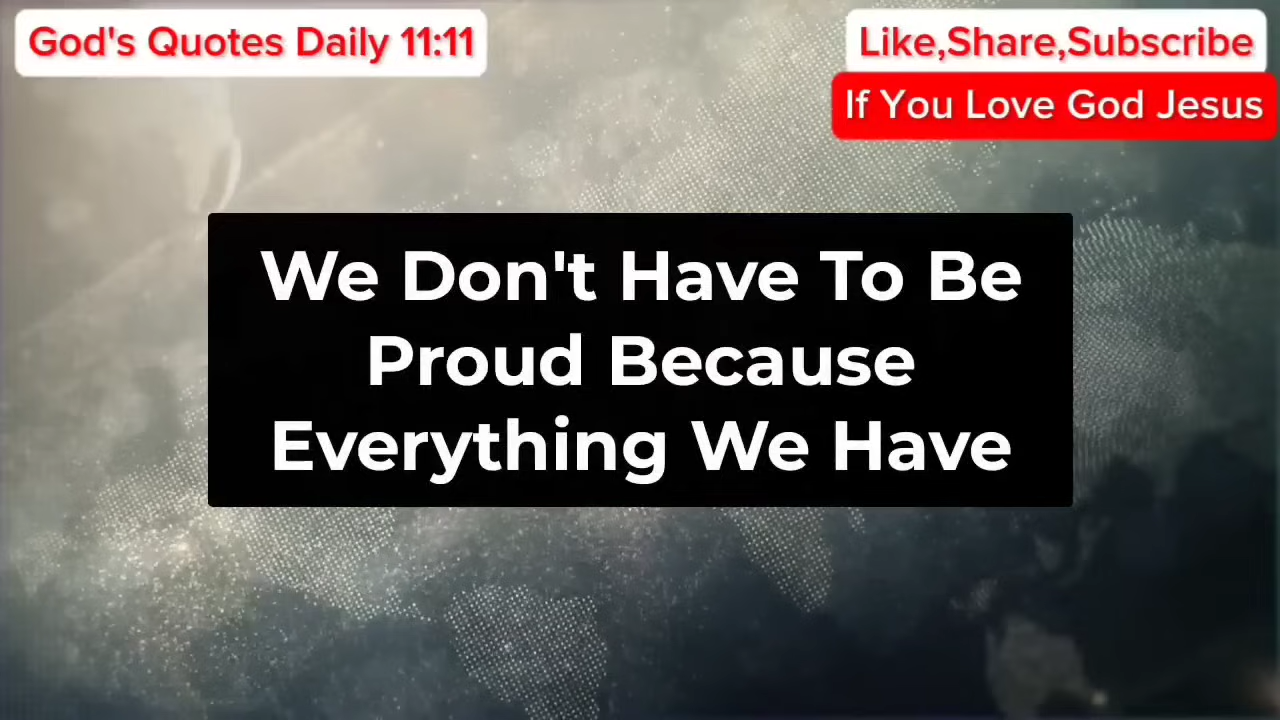 God's Quotes Daily 11:11
Like,Share,Subscribe
If You Love God Jesus
We Don't Have To Be
Proud Because
Everything We Have